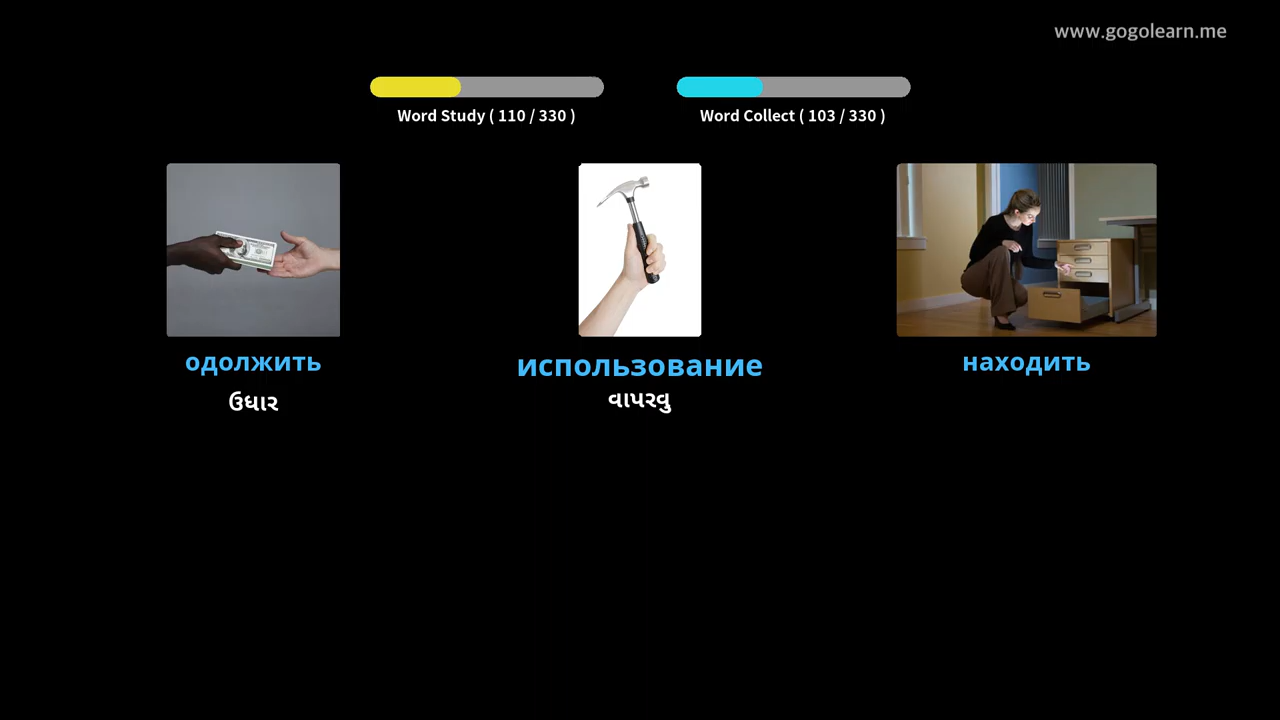 www.gogolearn.me
Word Study ( 110 / 330 )
Word Collect ( 103 / 330 )
одолжить
использование
находить
ઉધાર
વાપરવુ